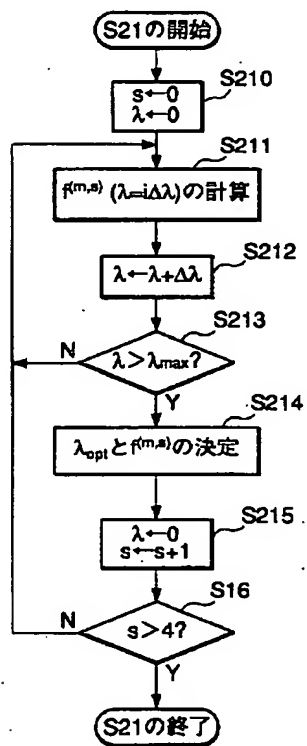 S21の開始
S210
s←0
λ←0
S211
f^(m,s) (λ=iΔλ)の計算
S212
λ←λ+Δλ
S213
N
λ>λmax?
Y
S214
λoptとf^(m,s)の決定
S215
λ←0
s←s+1
S16
N
s>4?
Y
S21の終了